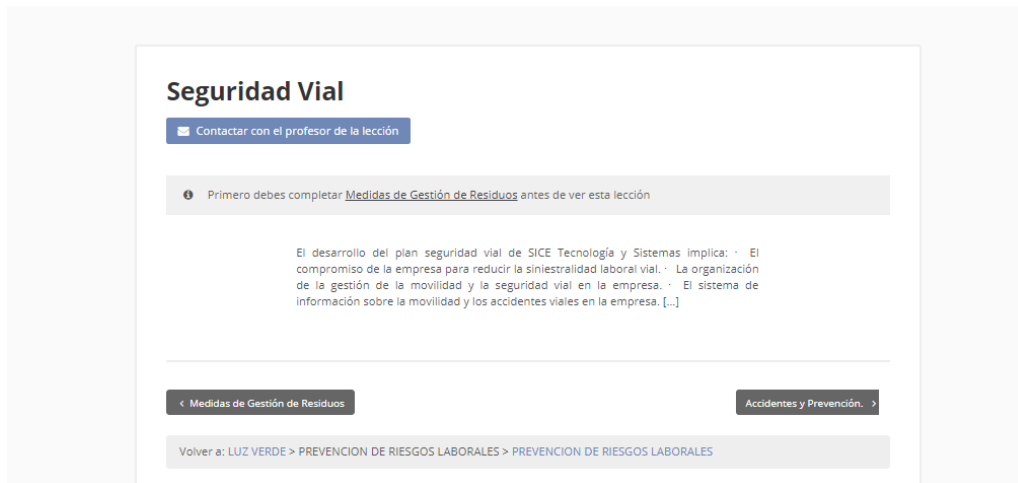 Seguridad Vial
Contactar con el profesor de la lección
Primero debes completar Medidas de Gestión de Residuos antes de ver esta lección
El desarrollo del plan seguridad vial de SICE Tecnología y Sistemas implica: · El
compromiso de la empresa para reducir la siniestralidad laboral vial. · La organización
de la gestión de la movilidad y la seguridad vial en la empresa. · El sistema de
información sobre la movilidad y los accidentes viales en la empresa. [...]
‹ Medidas de Gestión de Residuos
Accidentes y Prevención. ›
Volver a: LUZ VERDE > PREVENCION DE RIESGOS LABORALES > PREVENCION DE RIESGOS LABORALES